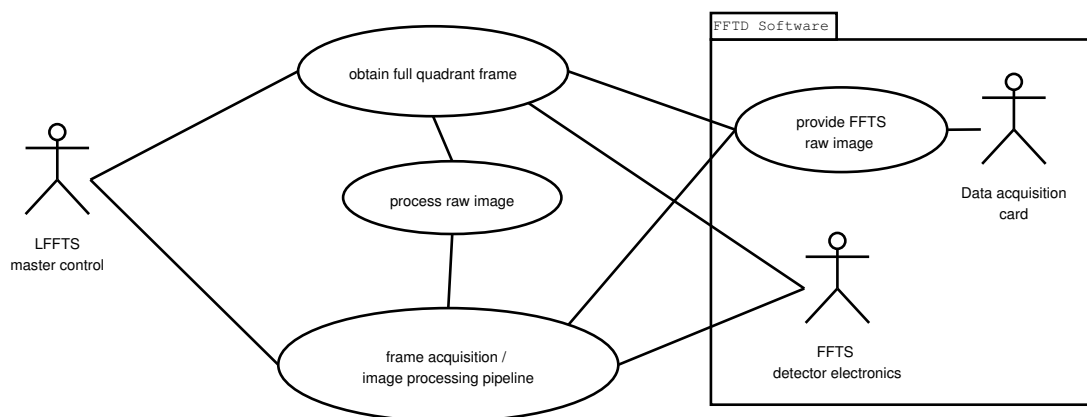 FFTD Software
obtain full quadrant frame
provide FFTS
raw image
process raw image
Data acquisition
card
LFFTS
master control
frame acquisition /
image processing pipeline
FFTS
detector electronics